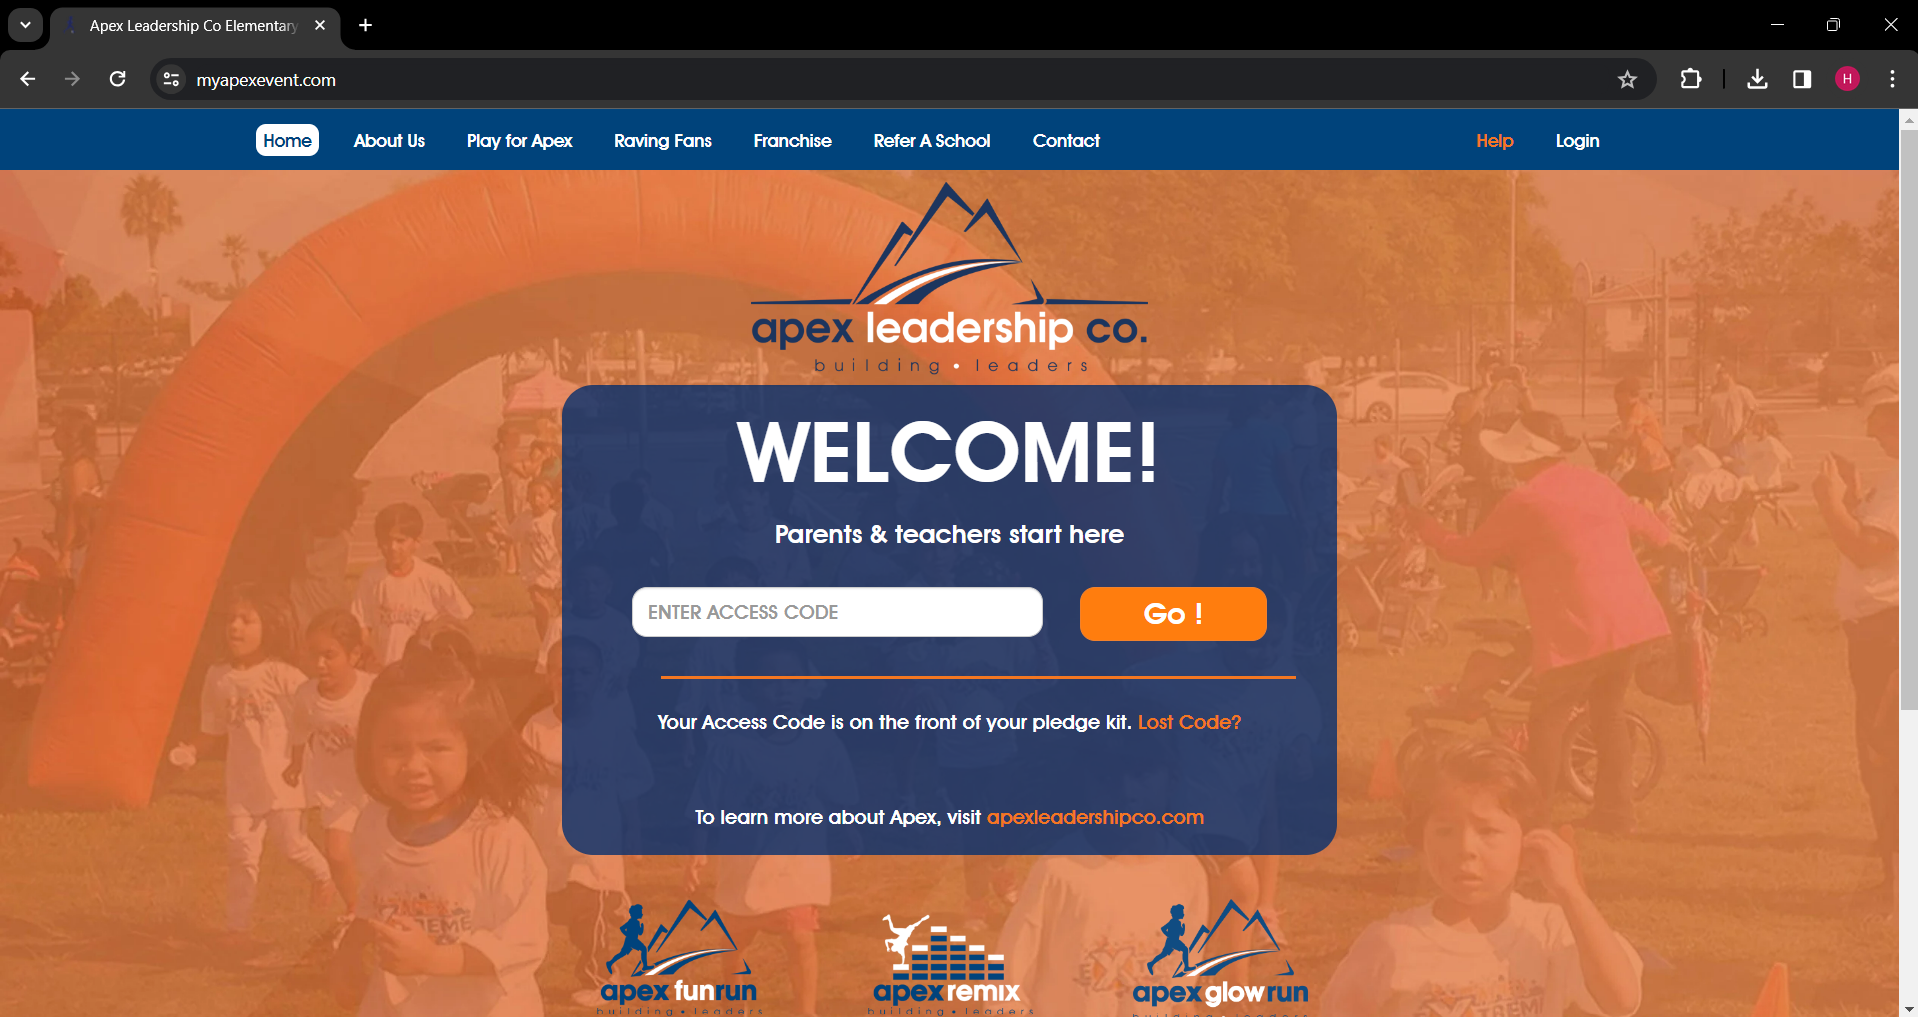 Apex Leadership Co Elementary
myapexevent.com
H
Home About Us Play for Apex Raving Fans Franchise Refer A School Contact Help Login
apex leadership co.
building • leaders
WELCOME!
Parents & teachers start here
ENTER ACCESS CODE Go !
Your Access Code is on the front of your pledge kit. Lost Code?
To learn more about Apex, visit apexleadershipco.com
apex funrun apex remix apex glowrun
building • leaders building • leaders